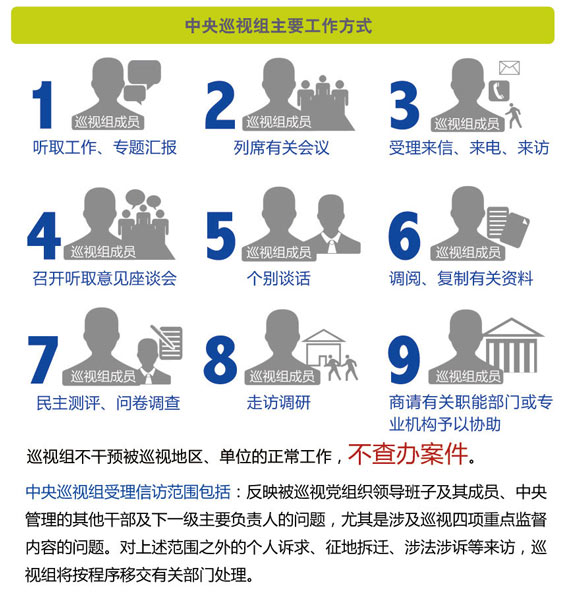 中央巡视组主要工作方式
1
巡视组成员
听取工作、专题汇报
2
巡视组成员
列席有关会议
3
巡视组成员
受理来信、来电、来访
4
巡视组成员
召开听取意见座谈会
5
巡视组成员
个别谈话
6
巡视组成员
调阅、复制有关资料
7
巡视组成员
民主测评、问卷调查
8
巡视组成员
走访调研
9
巡视组成员
商请有关职能部门或专
业机构予以协助
巡视组不干预被巡视地区、单位的正常工作，不查办案件。
中央巡视组受理信访范围包括：反映被巡视党组织领导班子及其成员、中央
管理的其他干部及下一级主要负责人的问题，尤其是涉及巡视四项重点监督
内容的问题。对上述范围之外的个人诉求、征地拆迁、涉法涉诉等来访，巡
视组将按程序移交有关部门处理。